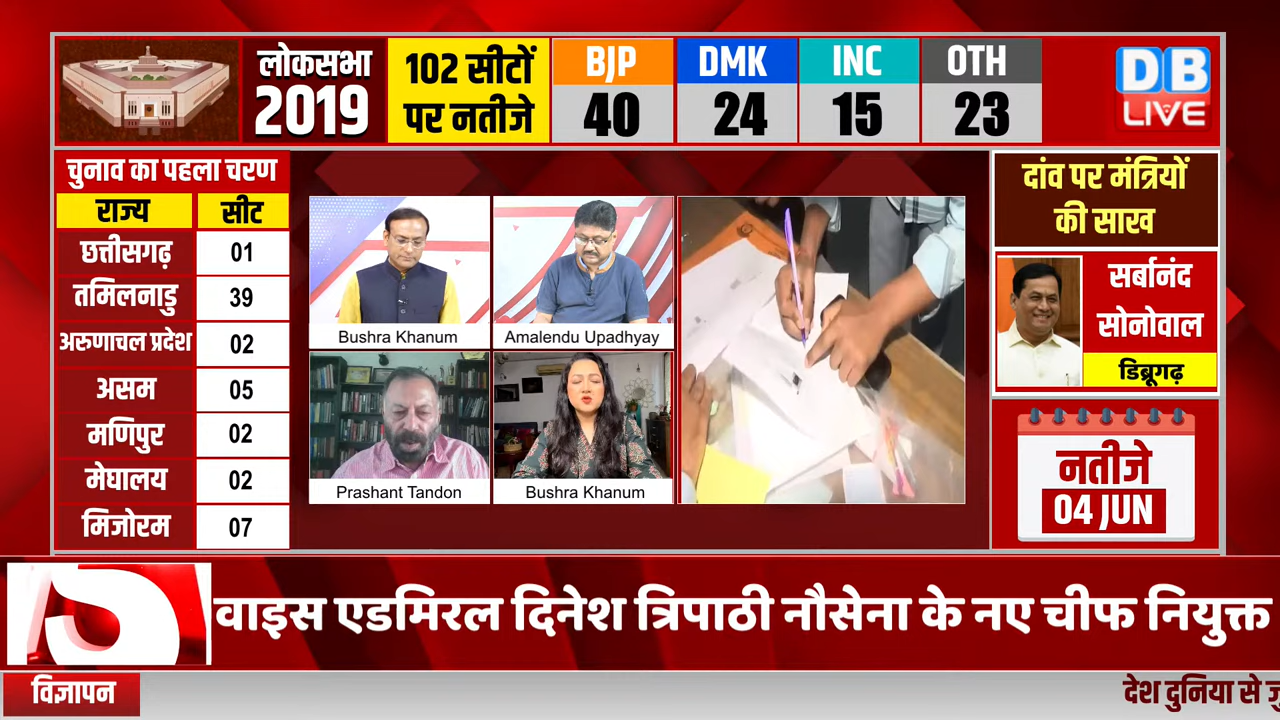 लोकसभा
2019
102 सीटों
पर नतीजे
BJP
40
DMK
24
INC
15
OTH
23
DB
LIVE
चुनाव का पहला चरण
राज्य सीट
छत्तीसगढ़ 01
तमिलनाडु 39
अरुणाचल प्रदेश 02
असम 05
मणिपुर 02
मेघालय 02
मिजोरम 07
Bushra Khanum
Amalendu Upadhyay
Prashant Tandon
Bushra Khanum
दांव पर मंत्रियों
की साख
सर्बानंद
सोनोवाल
डिब्रूगढ़
नतीजे
04 JUN
वाइस एडमिरल दिनेश त्रिपाठी नौसेना के नए चीफ नियुक्त
विज्ञापन
देश दुनिया से जु